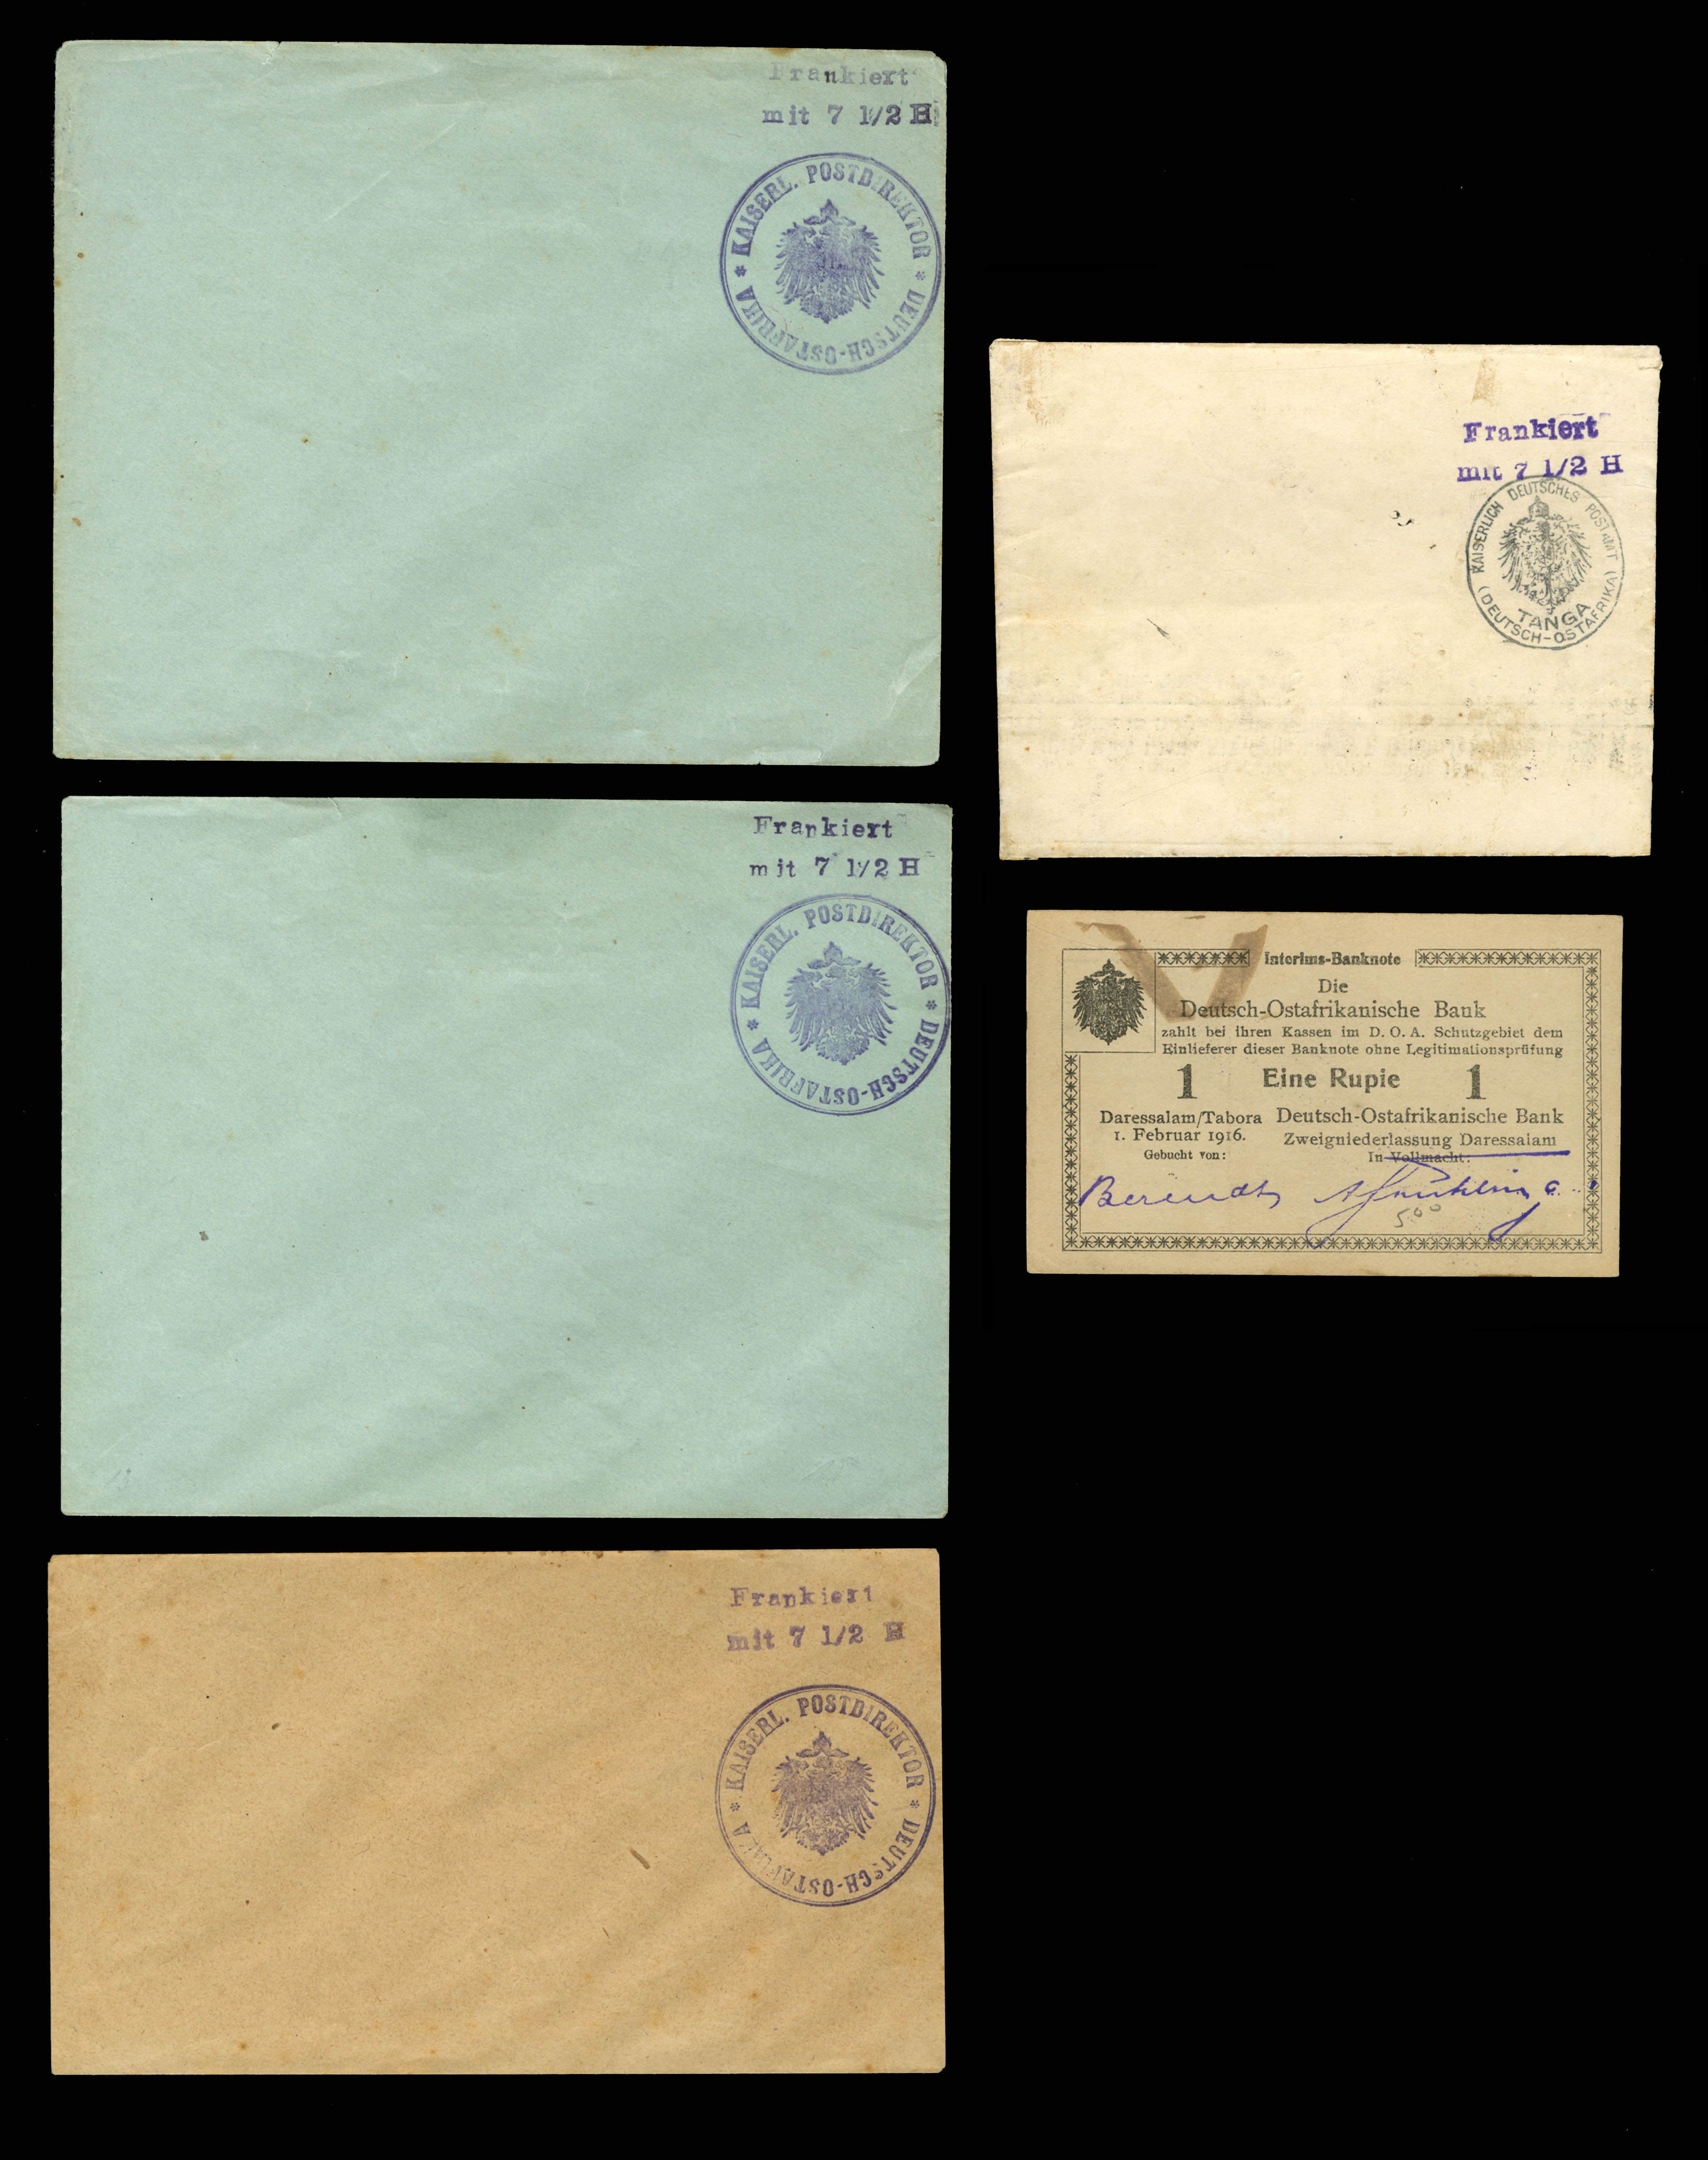 Frankiert
mit 7 1/2 H
KAISERL. POSTDIREKTOR * DEUTSCH-OSTAFRIKA *
Frankiert
mit 7 1/2 H
KAISERL. POSTDIREKTOR * DEUTSCH-OSTAFRIKA *
Frankiert
mit 7 1/2 H
KAISERL. POSTDIREKTOR * DEUTSCH-OSTAFRIKA *
Frankiert
mit 7 1/2 H
KAISERLICH DEUTSCHES POSTAMT
TANGA
(DEUTSCH-OSTAFRIKA)
Interims-Banknote
Die
Deutsch-Ostafrikanische Bank
zahlt bei ihren Kassen im D. O. A. Schutzgebiet dem
Einlieferer dieser Banknote ohne Legitimationsprüfung
1 Eine Rupie 1
Daressalam/Tabora Deutsch-Ostafrikanische Bank
1. Februar 1916. Zweigniederlassung Daressalam
Gebucht von: In Vollmacht:
Berendt
500